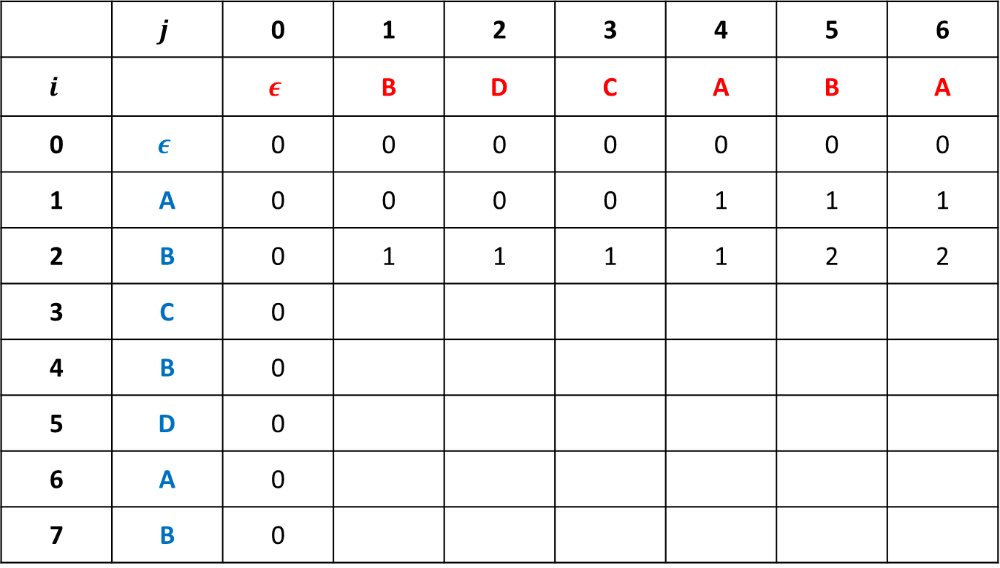 j 0 1 2 3 4 5 6
i ϵ B D C A B A
0 ϵ 0 0 0 0 0 0 0
1 A 0 0 0 0 1 1 1
2 B 0 1 1 1 1 2 2
3 C 0
4 B 0
5 D 0
6 A 0
7 B 0